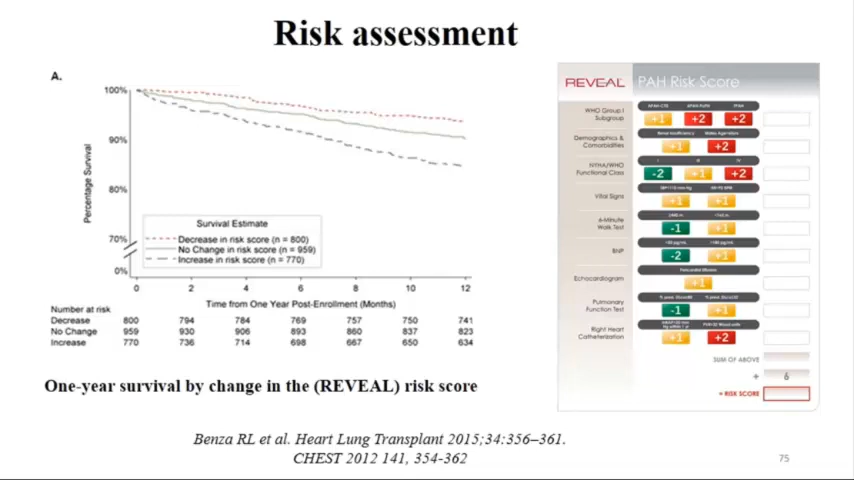 Risk assessment
A.
100%
90%
80%
70%
0%
Percentage Survival
Survival Estimate
Decrease in risk score (n = 800)
No Change in risk score (n = 959)
Increase in risk score (n = 770)
0 2 4 6 8 10 12
Time from One Year Post-Enrollment (Months)
Number at risk
Decrease 800 794 784 769 757 750 741
No Change 959 930 906 893 860 837 823
Increase 770 736 714 698 667 650 634
One-year survival by change in the (REVEAL) risk score
REVEAL PAH Risk Score
WHO Group I
Subgroup
+1 +2 +2
Demographics &
Comorbidities
+1 +2
NYHA/WHO
Functional Class
I III IV
-2 +1 +2
Vital Signs
+1 +1
6-Minute
Walk Test
-1 +1
BNP
-2 +1
Echocardiogram
Pericardial Effusion
+1
Pulmonary
Function Test
-1 +1
Right Heart
Catheterization
+1 +2
SUM OF ABOVE
+ 6
= RISK SCORE
Benza RL et al. Heart Lung Transplant 2015;34:356–361.
CHEST 2012 141, 354-362
75